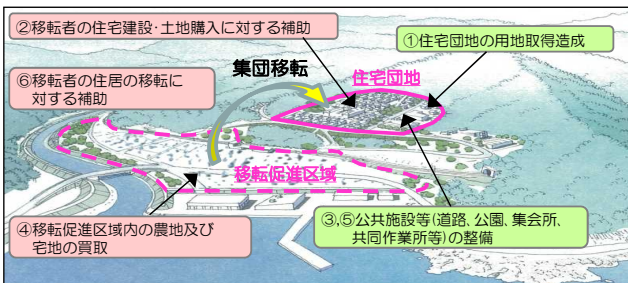 ②移転者の住宅建設･土地購入に対する補助
①住宅団地の用地取得造成
集団移転
住宅団地
⑥移転者の住居の移転に
対する補助
移転促進区域
④移転促進区域内の農地及び
宅地の買取
③,⑤公共施設等(道路、公園、集会所、
共同作業所等)の整備